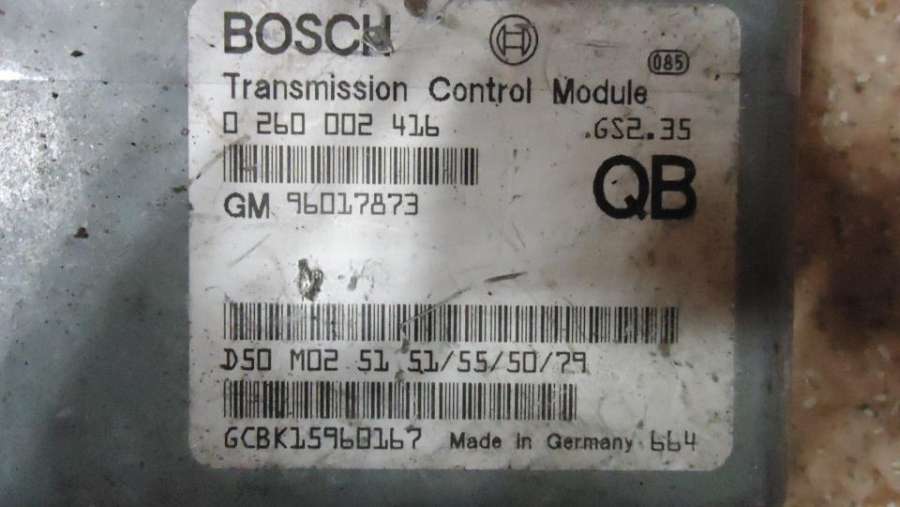 BOSCH
085
Transmission Control Module
0 260 002 416 .GS2.35
QB
GM 96017873
D50 M02 51 51/55/50/79
GCBK15960167 Made in Germany 664